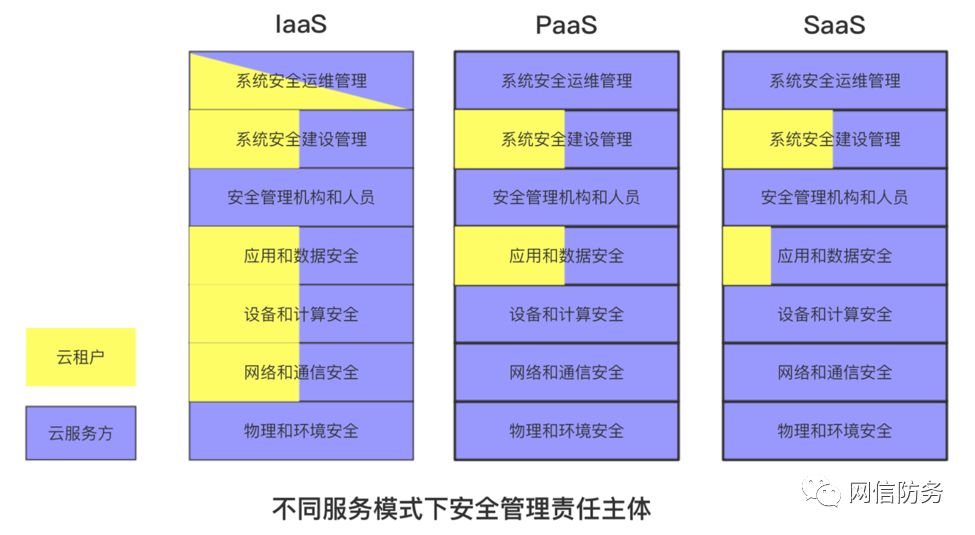 IaaS
PaaS
SaaS
系统安全运维管理
系统安全运维管理
系统安全运维管理
系统安全建设管理
系统安全建设管理
系统安全建设管理
安全管理机构和人员
安全管理机构和人员
安全管理机构和人员
应用和数据安全
应用和数据安全
应用和数据安全
设备和计算安全
设备和计算安全
设备和计算安全
云租户
网络和通信安全
网络和通信安全
网络和通信安全
云服务方
物理和环境安全
物理和环境安全
物理和环境安全
不同服务模式下安全管理责任主体
网信防务